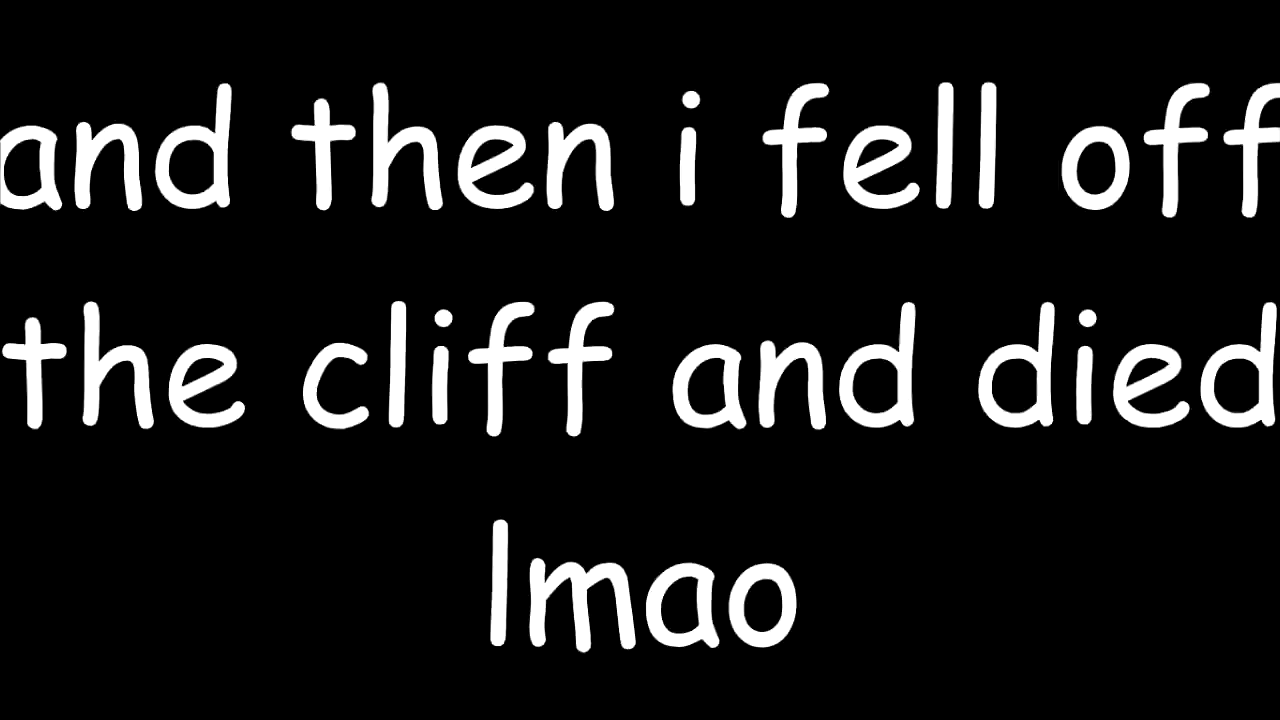 and then i fell off
the cliff and died
lmao